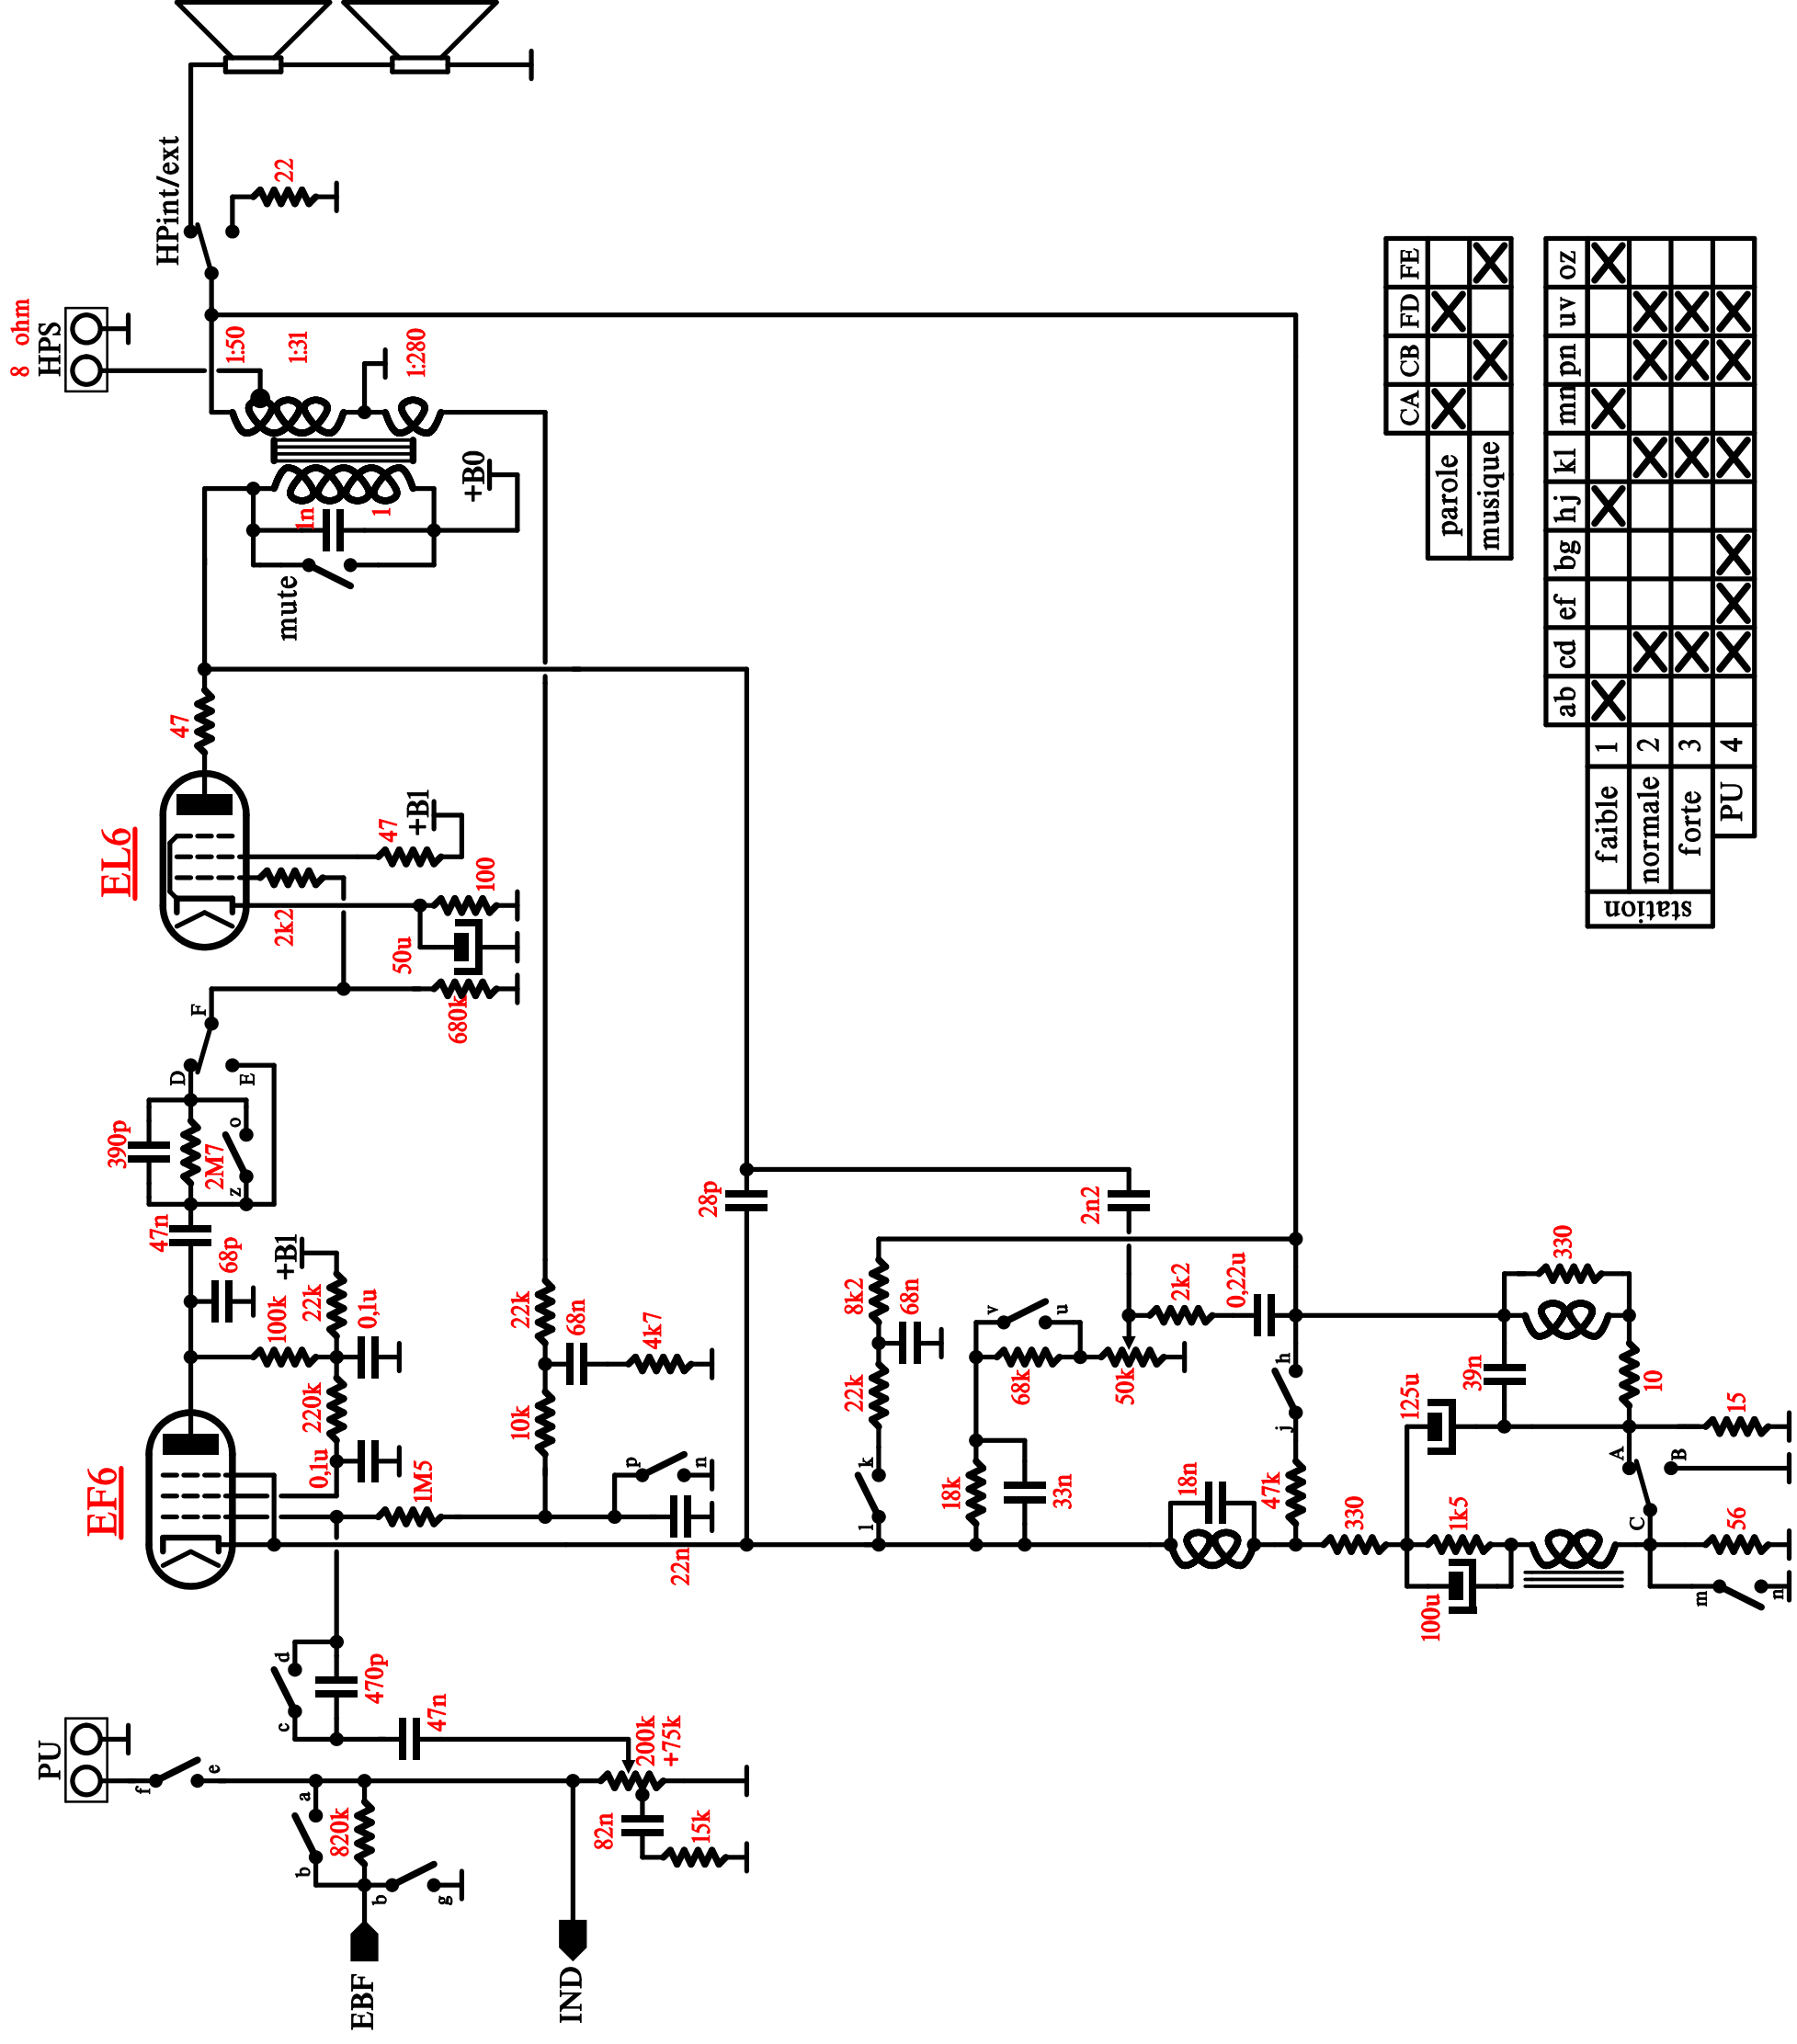 PU
f
e
EBF
IND
a
b
b
g
820k
82n
15k
200k
+75k
47n
c
d
470p
EF6
1M5
22n
p
n
10k
22k
68n
4k7
0,1u
220k
0,1u
22k
100k
+B1
68p
47n
390p
2M7
z
o
D
E
F
EL6
2k2
680k
50u
100
47
+B1
47
mute
1n
1
+B0
1:50
1:31
1:280
8 ohm
HPS
HPint/ext
22
28p
2n2
l
k
22k
8k2
68n
18k
33n
68k
v
u
50k
2k2
0,22u
h
j
47k
18n
330
1k5
100u
125u
39n
330
10
15
A
B
C
56
m
n
CA CB FD FE
parole
musique
ab cd ef bg hj kl mn pn uv oz
station
faible 1
normale 2
forte 3
PU 4